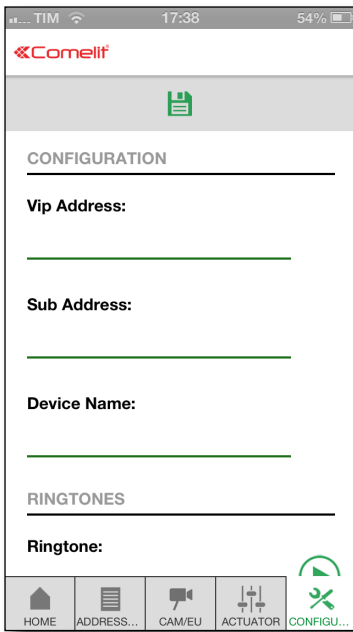 TIM 17:38 54%
Comelit
CONFIGURATION
Vip Address:
Sub Address:
Device Name:
RINGTONES
Ringtone:
HOME ADDRESS... CAM/EU ACTUATOR CONFIGU...